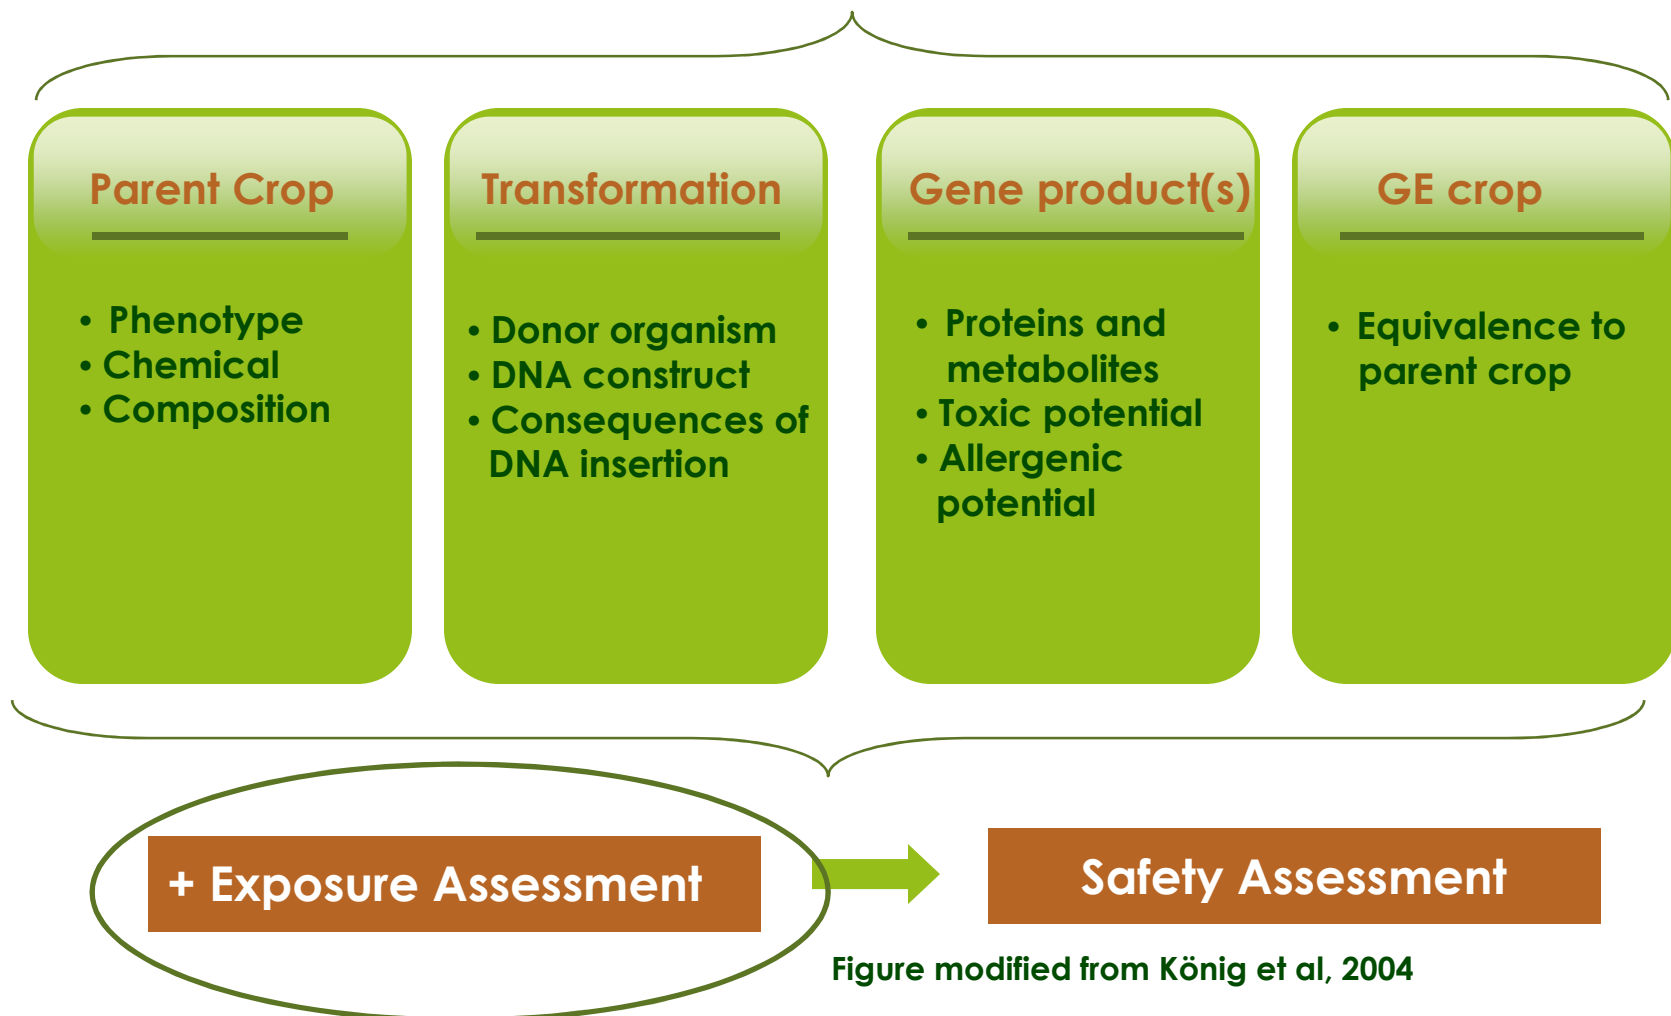 Parent Crop
• Phenotype
• Chemical
• Composition
Transformation
• Donor organism
• DNA construct
• Consequences of
DNA insertion
Gene product(s)
• Proteins and
metabolites
• Toxic potential
• Allergenic
potential
GE crop
• Equivalence to
parent crop
+ Exposure Assessment
Safety Assessment
Figure modified from König et al, 2004